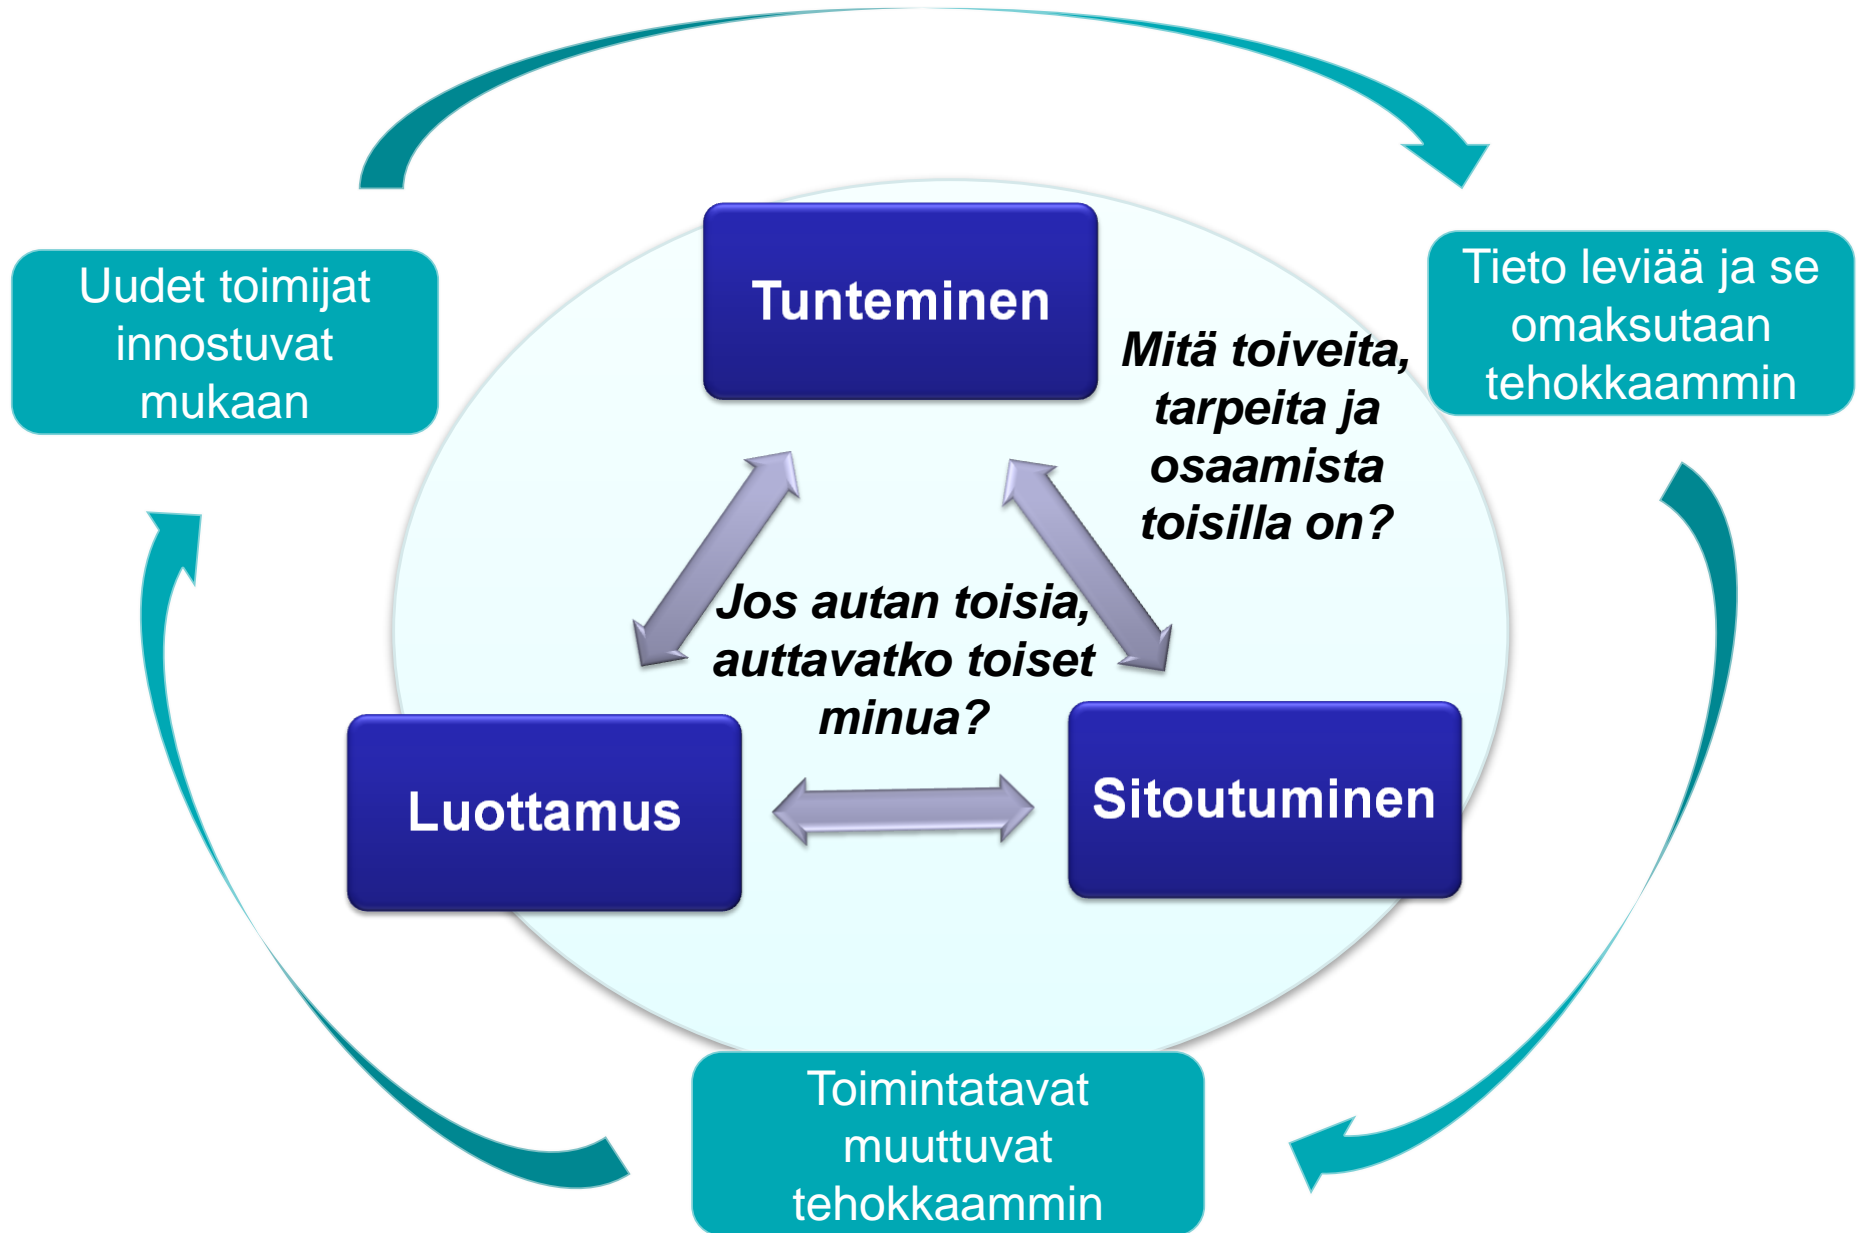 Tunteminen
Uudet toimijat
innostuvat
mukaan
Tieto leviää ja se
omaksutaan
tehokkaammin
Mitä toiveita,
tarpeita ja
osaamista
toisilla on?
Jos autan toisia,
auttavatko toiset
minua?
Luottamus
Sitoutuminen
Toimintatavat
muuttuvat
tehokkaammin